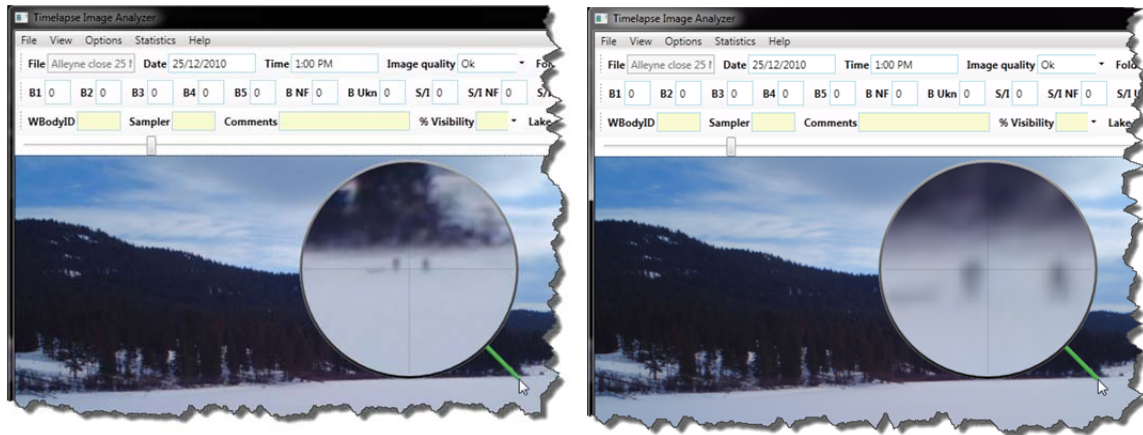 Timelapse Image Analyzer
File View Options Statistics Help
File Alleyne close 25 Date 25/12/2010 Time 1:00 PM Image quality Ok
B1 0 B2 0 B3 0 B4 0 B5 0 B NF 0 B Ukn 0 S/I 0 S/I NF 0 S/I
WBodyID Sampler Comments % Visibility Lake
Timelapse Image Analyzer
File View Options Statistics Help
File Alleyne close 25 Date 25/12/2010 Time 1:00 PM Image quality Ok Fold
B1 0 B2 0 B3 0 B4 0 B5 0 B NF 0 B Ukn 0 S/I 0 S/I NF 0 S/I
WBodyID Sampler Comments % Visibility Lake